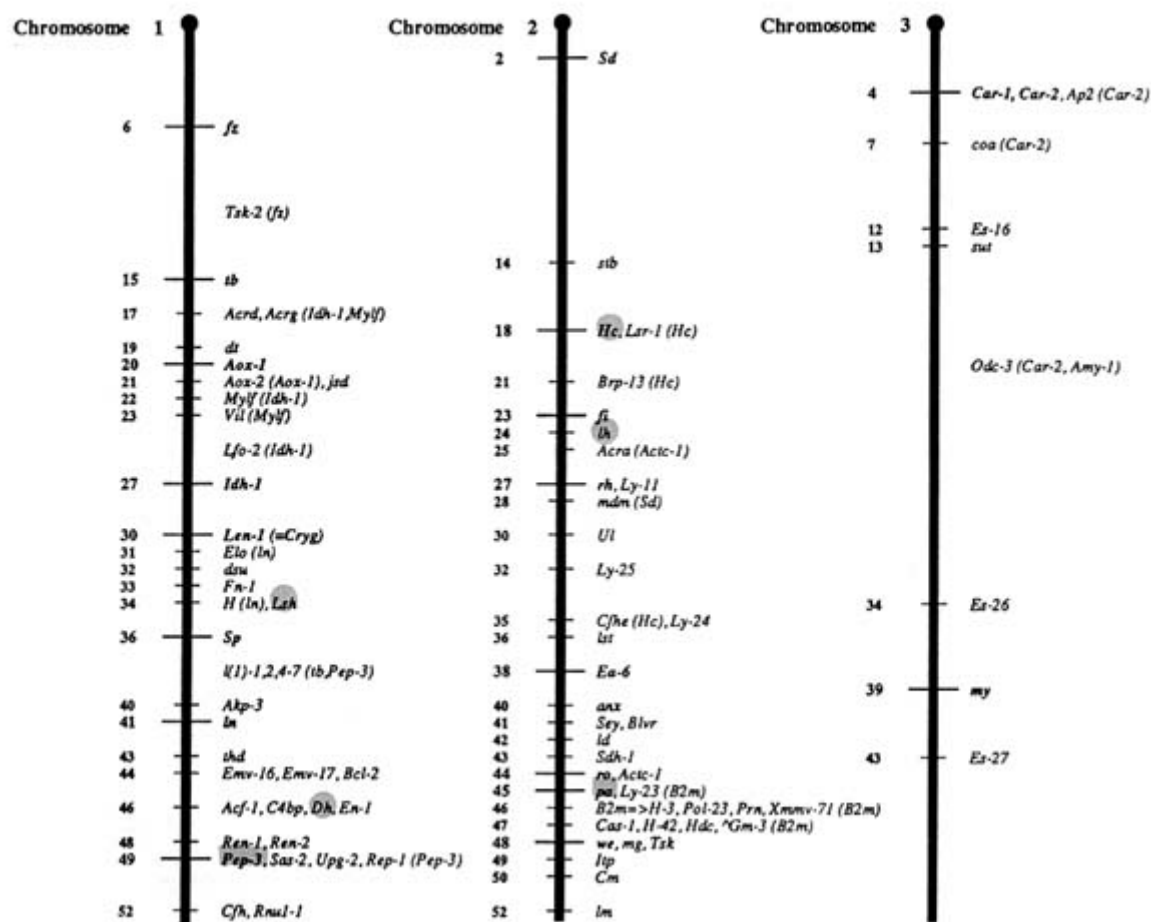 Chromosome 1
6 fz
Tsk-2 (fz)
15 tb
17 Acrd, Acrg (Idh-1,Mylf)
19 dt
20 Aox-1
21 Aox-2 (Aox-1), jsd
22 Mylf (Idh-1)
23 Vil (Mylf)
Lfo-2 (Idh-1)
27 Idh-1
30 Len-1 (=Cryg)
31 Elo (ln)
32 dsu
33 Fn-1
34 H (ln), Lsh
36 Sp
l(1)-1,2,4-7 (tb,Pep-3)
40 Akp-3
41 ln
43 thd
44 Emv-16, Emv-17, Bcl-2
46 Acf-1, C4bp, Dh, En-1
48 Ren-1, Ren-2
49 Pep-3, Sas-2, Upg-2, Rep-1 (Pep-3)
52 Cfh, Rnu1-1
Chromosome 2
2 Sd
14 stb
18 Hc, Lsr-1 (Hc)
21 Brp-13 (Hc)
23 fi
24 lh
25 Acra (Actc-1)
27 rh, Ly-11
28 mdm (Sd)
30 Ul
32 Ly-25
35 Cfhe (Hc), Ly-24
36 lst
38 Ea-6
40 anx
41 Sey, Blvr
42 ld
43 Sdh-1
44 ro, Actc-1
45 pa, Ly-23 (B2m)
46 B2m=>H-3, Pol-23, Prn, Xmmv-71 (B2m)
47 Cas-1, H-42, Hdc, ^Gm-3 (B2m)
48 we, mg, Tsk
49 ltp
50 Cm
52 lm
Chromosome 3
4 Car-1, Car-2, Ap2 (Car-2)
7 coa (Car-2)
12 Es-16
13 sut
Odc-3 (Car-2, Amy-1)
34 Es-26
39 my
43 Es-27